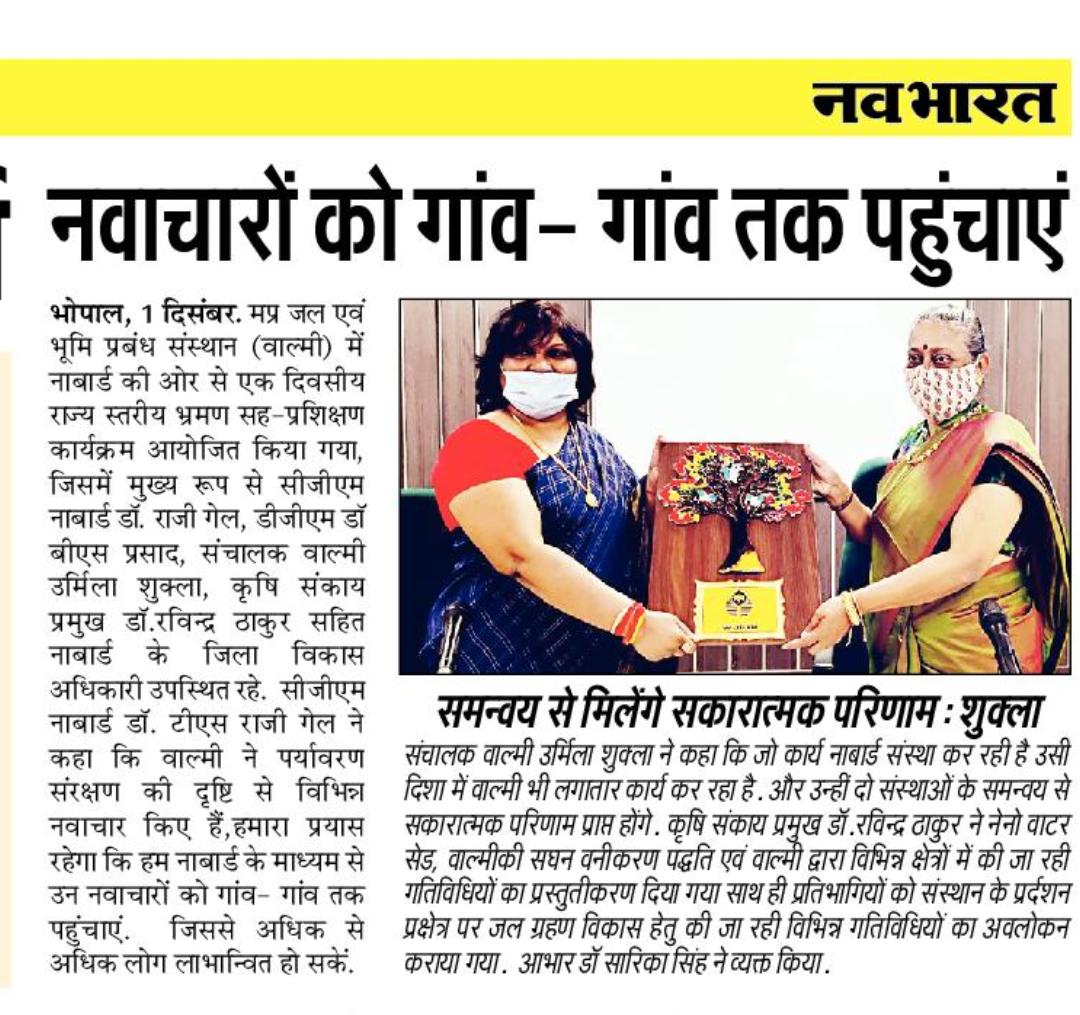 नवभारत
नवाचारों को गांव- गांव तक पहुंचाएं
भोपाल, 1 दिसंबर. मप्र जल एवं
भूमि प्रबंध संस्थान (वाल्मी) में
नाबार्ड की ओर से एक दिवसीय
राज्य स्तरीय भ्रमण सह-प्रशिक्षण
कार्यक्रम आयोजित किया गया,
जिसमें मुख्य रूप से सीजीएम
नाबार्ड डॉ. राजी गेल, डीजीएम डॉ
बीएस प्रसाद, संचालक वाल्मी
उर्मिला शुक्ला, कृषि संकाय
प्रमुख डॉ.रविन्द्र ठाकुर सहित
नाबार्ड के जिला विकास
अधिकारी उपस्थित रहे. सीजीएम
नाबार्ड डॉ. टीएस राजी गेल ने
कहा कि वाल्मी ने पर्यावरण
संरक्षण की दृष्टि से विभिन्न
नवाचार किए हैं,हमारा प्रयास
रहेगा कि हम नाबार्ड के माध्यम से
उन नवाचारों को गांव- गांव तक
पहुंचाएं. जिससे अधिक से
अधिक लोग लाभान्वित हो सकें.
समन्वय से मिलेंगे सकारात्मक परिणाम : शुक्ला
संचालक वाल्मी उर्मिला शुक्ला ने कहा कि जो कार्य नाबार्ड संस्था कर रही है उसी
दिशा में वाल्मी भी लगातार कार्य कर रहा है. और उन्हीं दो संस्थाओं के समन्वय से
सकारात्मक परिणाम प्राप्त होंगे. कृषि संकाय प्रमुख डॉ.रविन्द्र ठाकुर ने नेनो वाटर
सेड, वाल्मीकी सघन वनीकरण पद्धति एवं वाल्मी द्वारा विभिन्न क्षेत्रों में की जा रही
गतिविधियों का प्रस्तुतीकरण दिया गया साथ ही प्रतिभागियों को संस्थान के प्रर्दशन
प्रक्षेत्र पर जल ग्रहण विकास हेतु की जा रही विभिन्न गतिविधियों का अवलोकन
कराया गया. आभार डॉ सारिका सिंह ने व्यक्त किया.